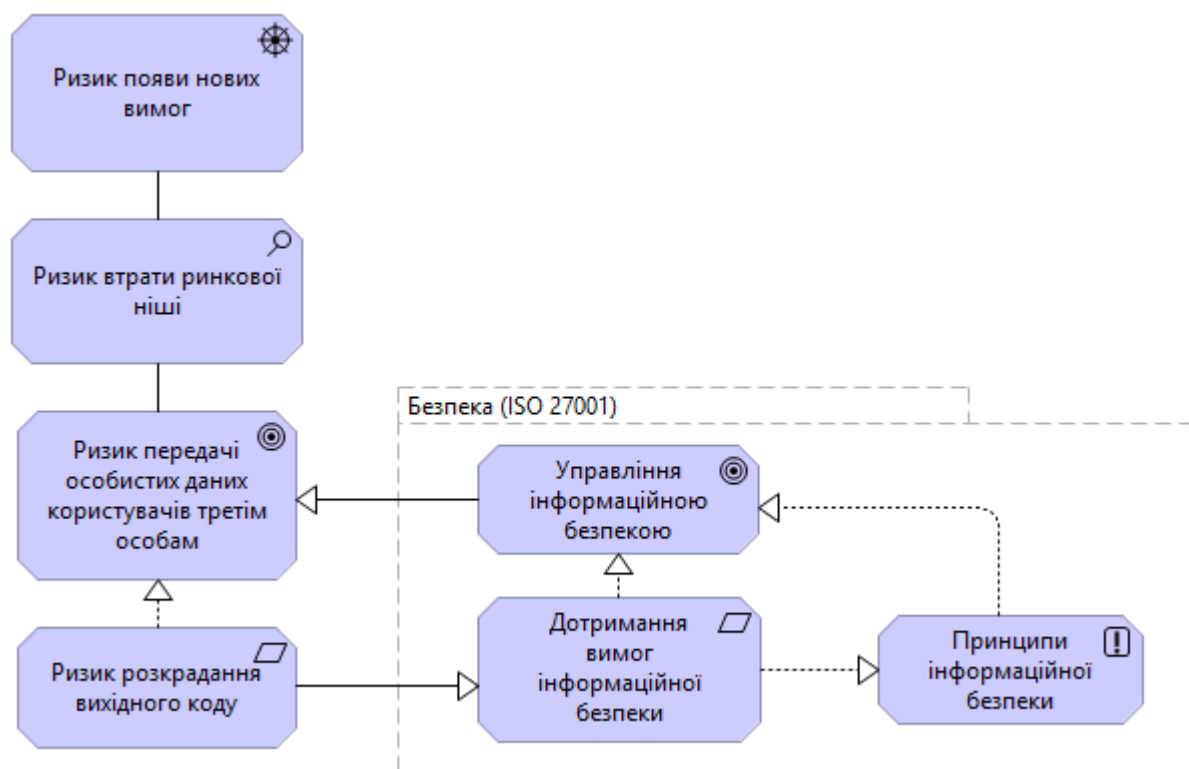 Ризик появи нових
вимог
Ризик втрати ринкової
ніші
Безпека (ISO 27001)
Ризик передачі
особистих даних
користувачів третім
особам
Управління
інформаційною
безпекою
Ризик розкрадання
вихідного коду
Дотримання
вимог
інформаційної
безпеки
Принципи
інформаційної
безпеки